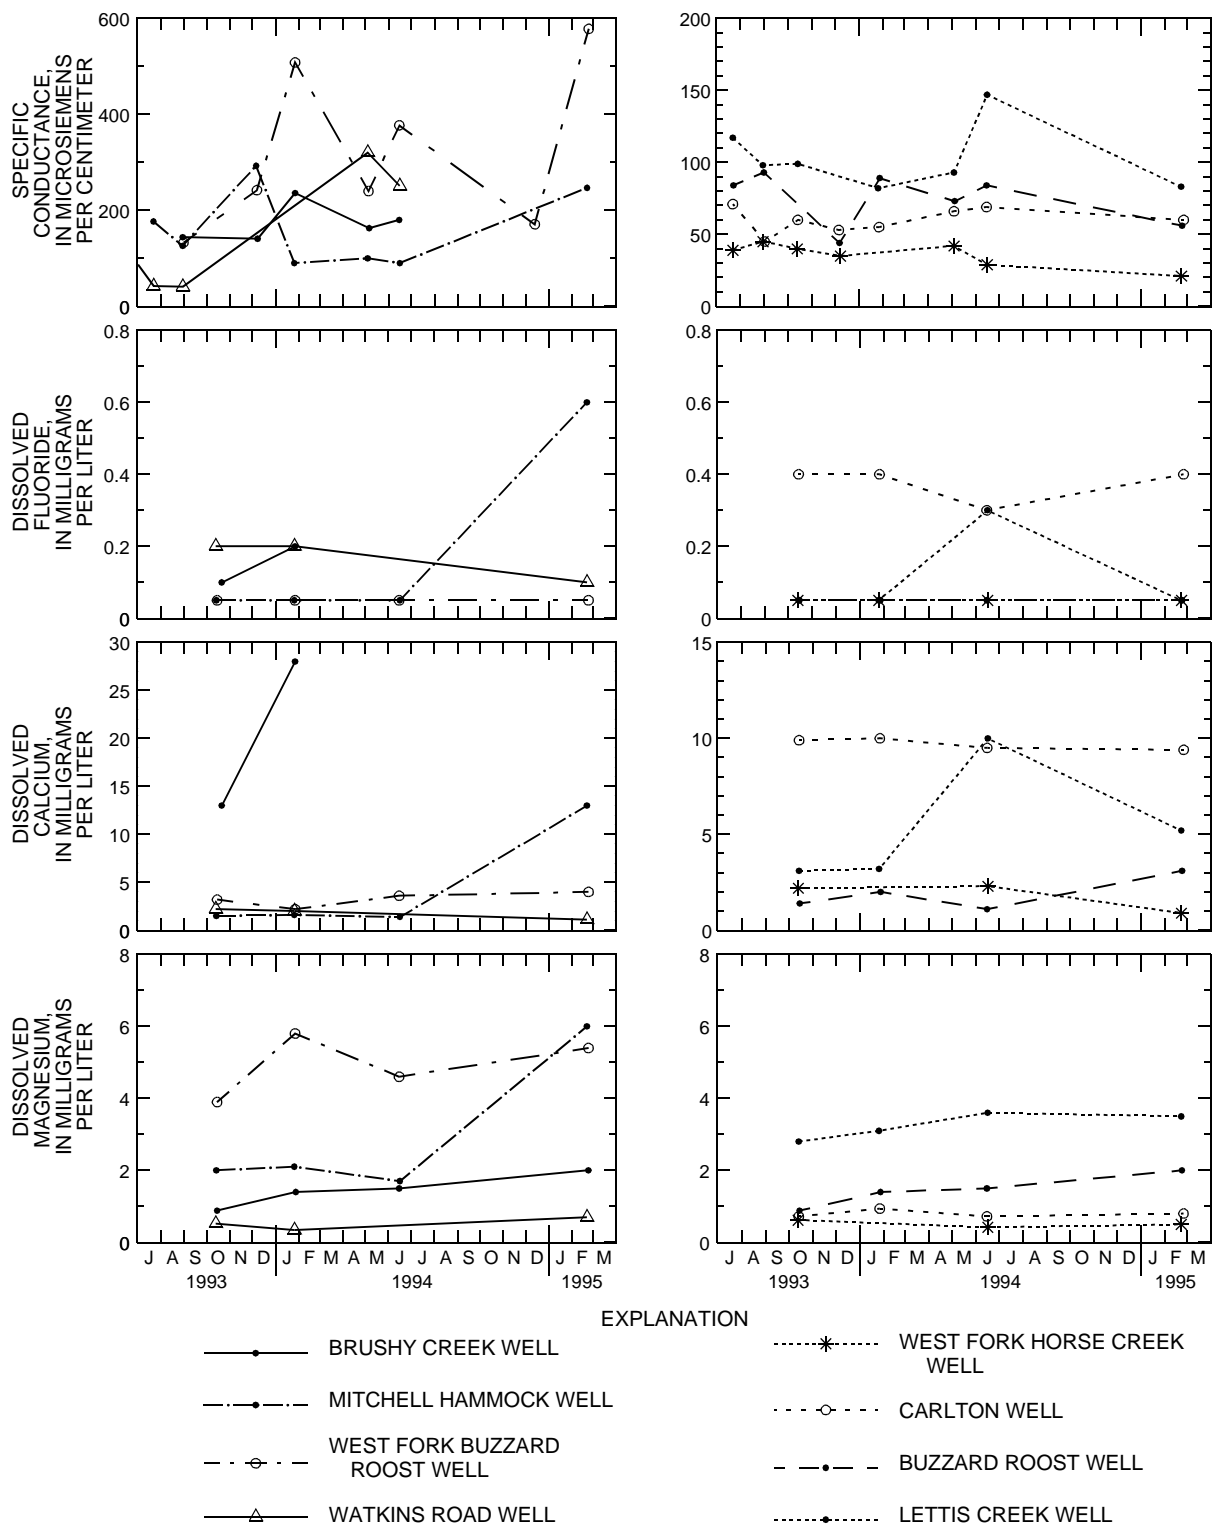 SPECIFIC
CONDUCTANCE,
IN MICROSIEMENS
PER CENTIMETER
600
400
200
0
200
150
100
50
0
DISSOLVED
FLUORIDE,
IN MILLIGRAMS
PER LITER
0.8
0.6
0.4
0.2
0
0.8
0.6
0.4
0.2
0
DISSOLVED
CALCIUM,
IN MILLIGRAMS
PER LITER
30
25
20
15
10
5
0
15
10
5
0
DISSOLVED
MAGNESIUM,
IN MILLIGRAMS
PER LITER
8
6
4
2
0
8
6
4
2
0
J A S O N D J F M A M J J A S O N D J F M
1993 1994 1995
J A S O N D J F M A M J J A S O N D J F M
1993 1994 1995
EXPLANATION
BRUSHY CREEK WELL
MITCHELL HAMMOCK WELL
WEST FORK BUZZARD
ROOST WELL
WATKINS ROAD WELL
WEST FORK HORSE CREEK
WELL
CARLTON WELL
BUZZARD ROOST WELL
LETTIS CREEK WELL